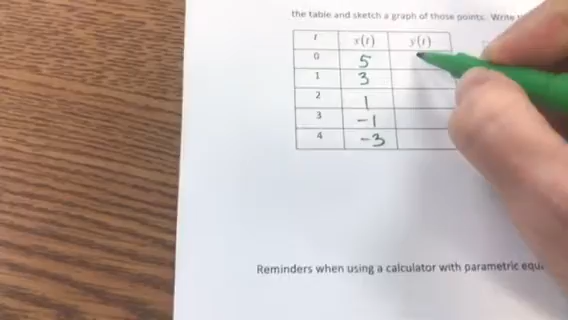 the table and sketch a graph of those points. Write
t x(t) y(t)
0 5
1 3
2 1
3 -1
4 -3
Reminders when using a calculator with parametric